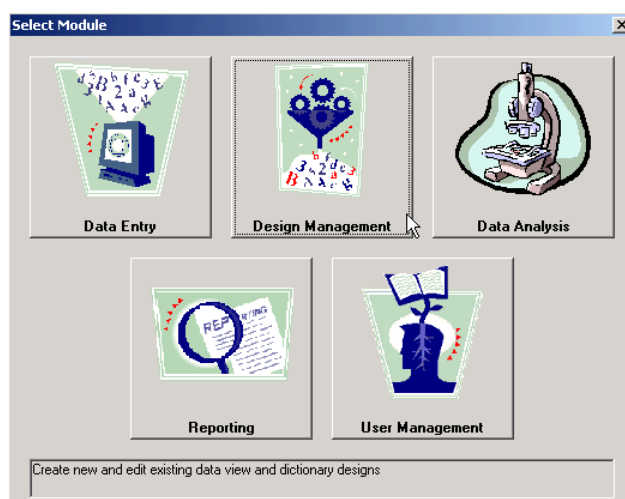 Select Module
Data Entry
Design Management
Data Analysis
REPORTING
Reporting
User Management
Create new and edit existing data view and dictionary designs